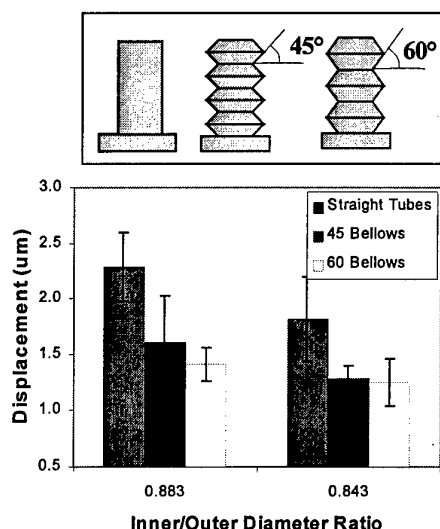 45° 60°
3.0
2.5
2.0
1.5
1.0
0.5
Displacement (um)
Straight Tubes
45 Bellows
60 Bellows
0.883 0.843
Inner/Outer Diameter Ratio